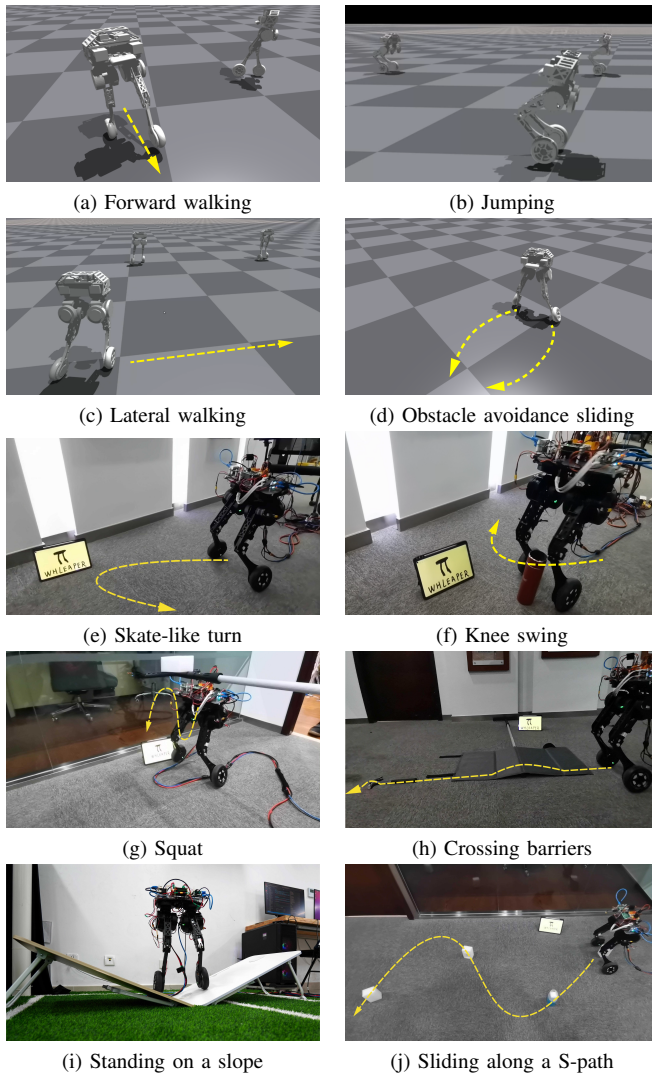 (a) Forward walking
(b) Jumping
(c) Lateral walking
(d) Obstacle avoidance sliding
π
WHLEAPER
π
WHLEAPER
(e) Skate-like turn
(f) Knee swing
π
(g) Squat
(h) Crossing barriers
(i) Standing on a slope
(j) Sliding along a S-path